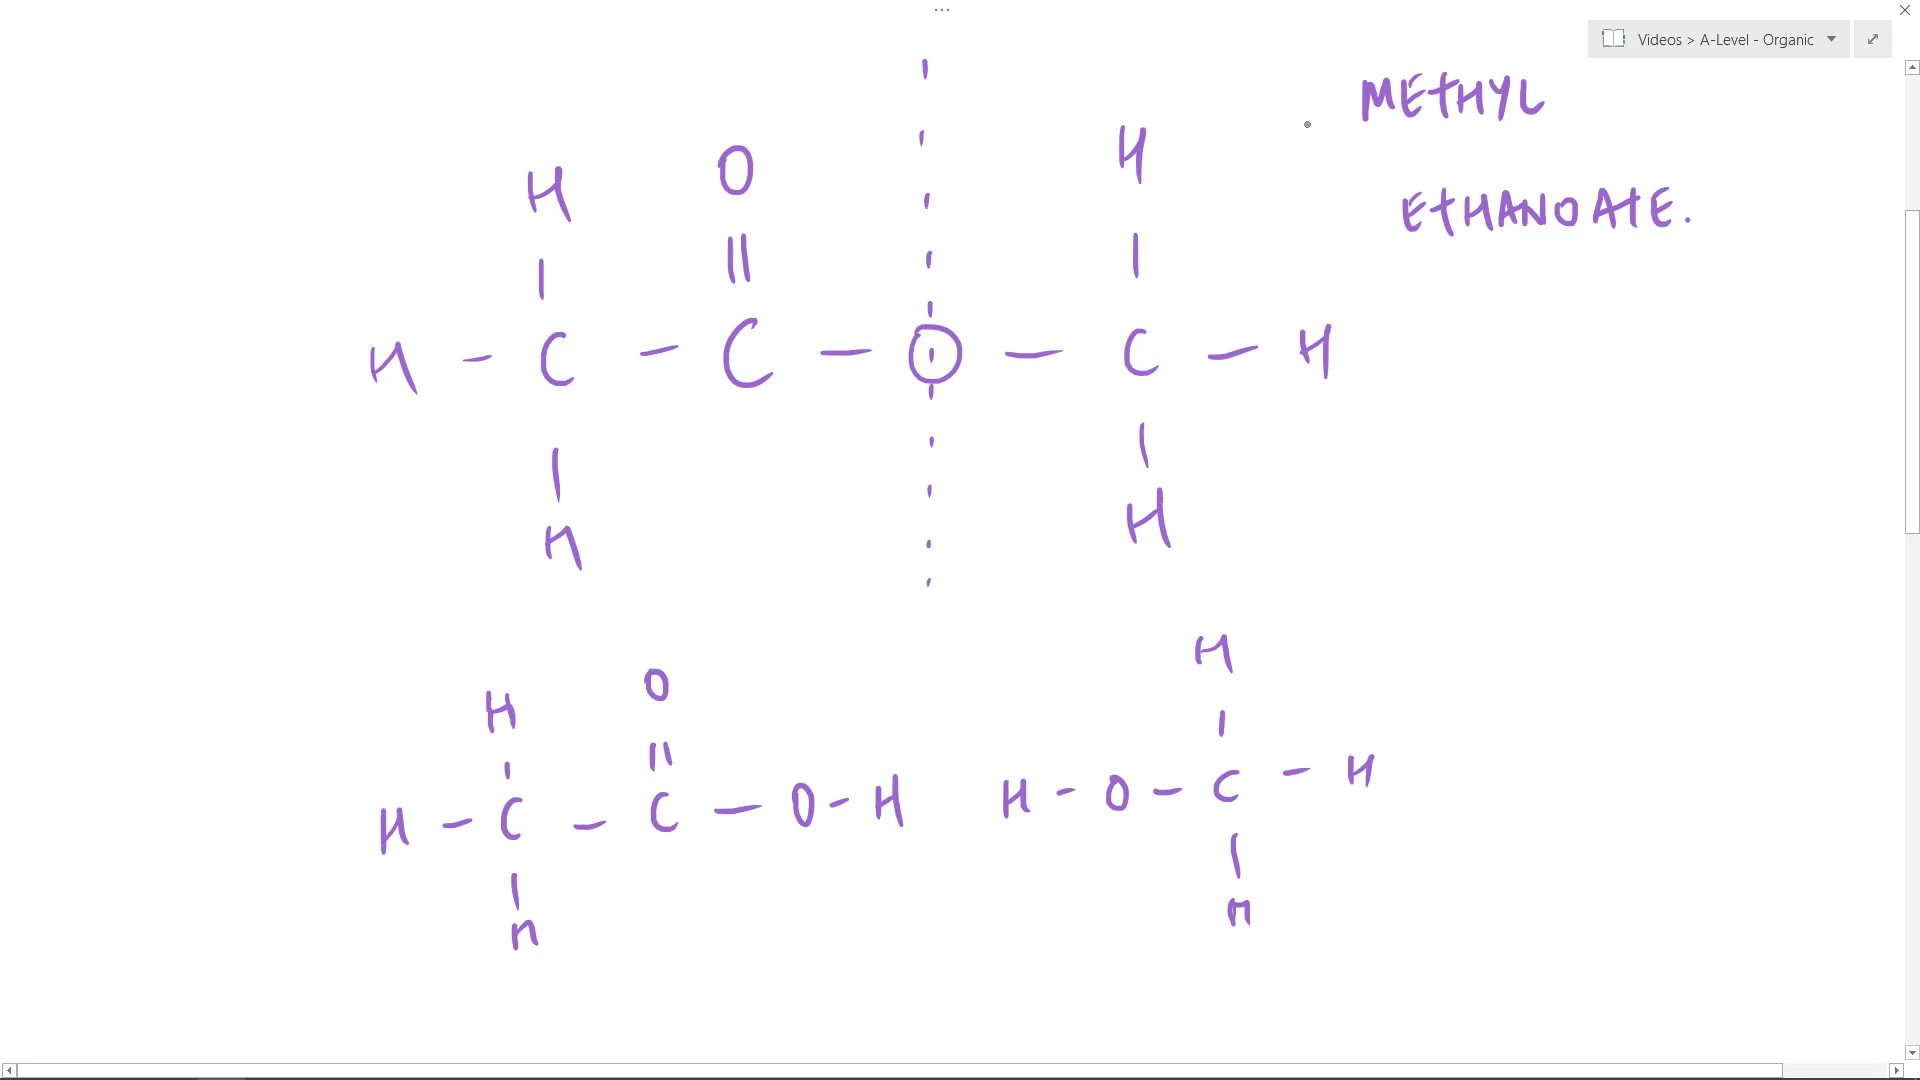 Videos > A-Level - Organic
METHYL
ETHANOATE.
H O H
| || |
H - C - C - O - C - H
| |
H H
H O H
| || |
H - C - C - O - H H - O - C - H
| |
H H